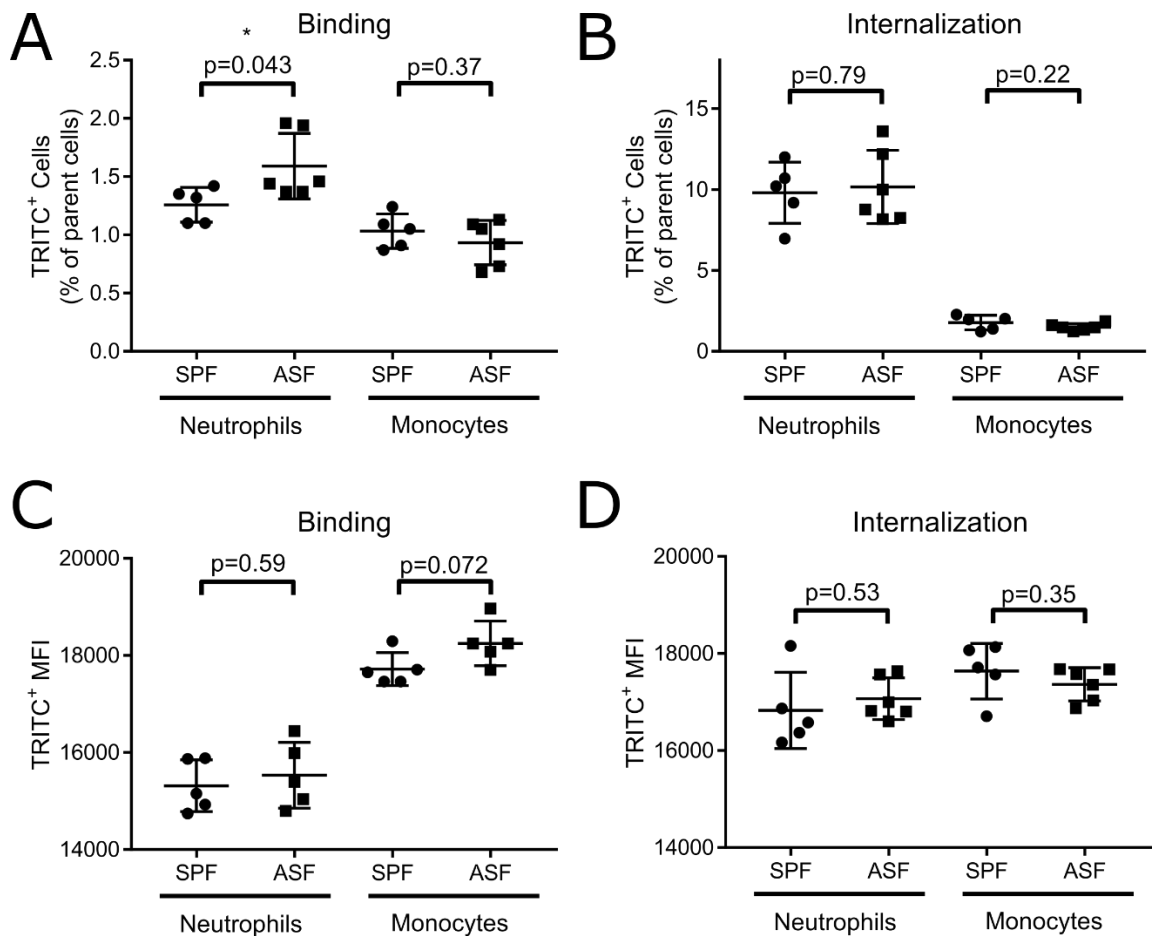 A
Binding
*
p=0.043
p=0.37
TRITC⁺ Cells
(% of parent cells)
2.5
2.0
1.5
1.0
0.5
0.0
SPF
ASF
SPF
ASF
Neutrophils
Monocytes
B
Internalization
p=0.79
p=0.22
TRITC⁺ Cells
(% of parent cells)
15
10
5
0
SPF
ASF
SPF
ASF
Neutrophils
Monocytes
C
Binding
p=0.59
p=0.072
TRITC⁺ MFI
20000
18000
16000
14000
SPF
ASF
SPF
ASF
Neutrophils
Monocytes
D
Internalization
p=0.53
p=0.35
TRITC⁺ MFI
20000
18000
16000
14000
SPF
ASF
SPF
ASF
Neutrophils
Monocytes